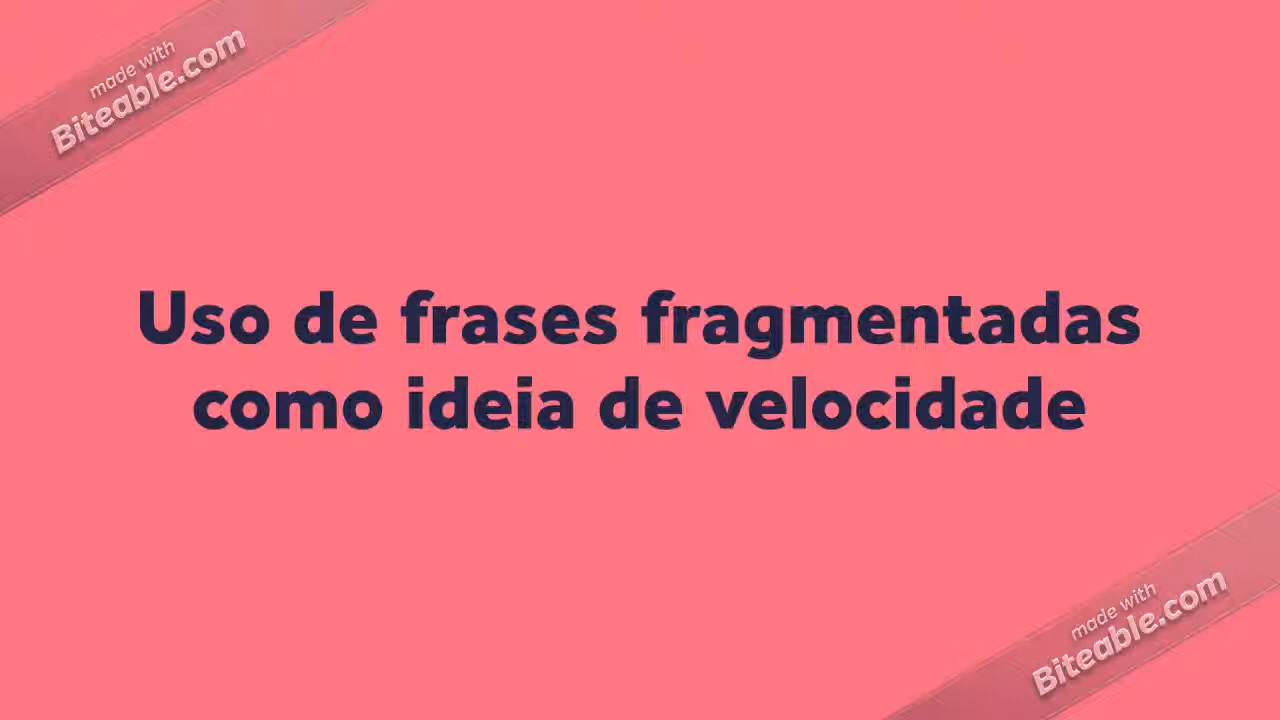 made with
Biteable.com
Uso de frases fragmentadas
como ideia de velocidade
made with
Biteable.com